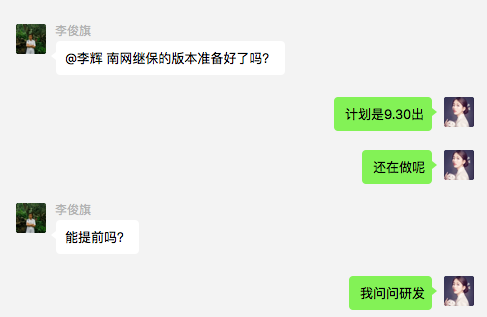 李俊旗
@李辉 南网继保的版本准备好了吗?
计划是9.30出
还在做呢
李俊旗
能提前吗?
我问问研发